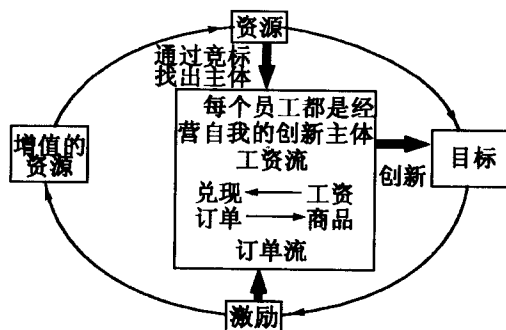 资源
通过竞标
找出主体
每个员工都是经
营自我的创新主体
工资流
兑现 工资
订单 商品
订单流
增值的
资源
创新
目标
激励